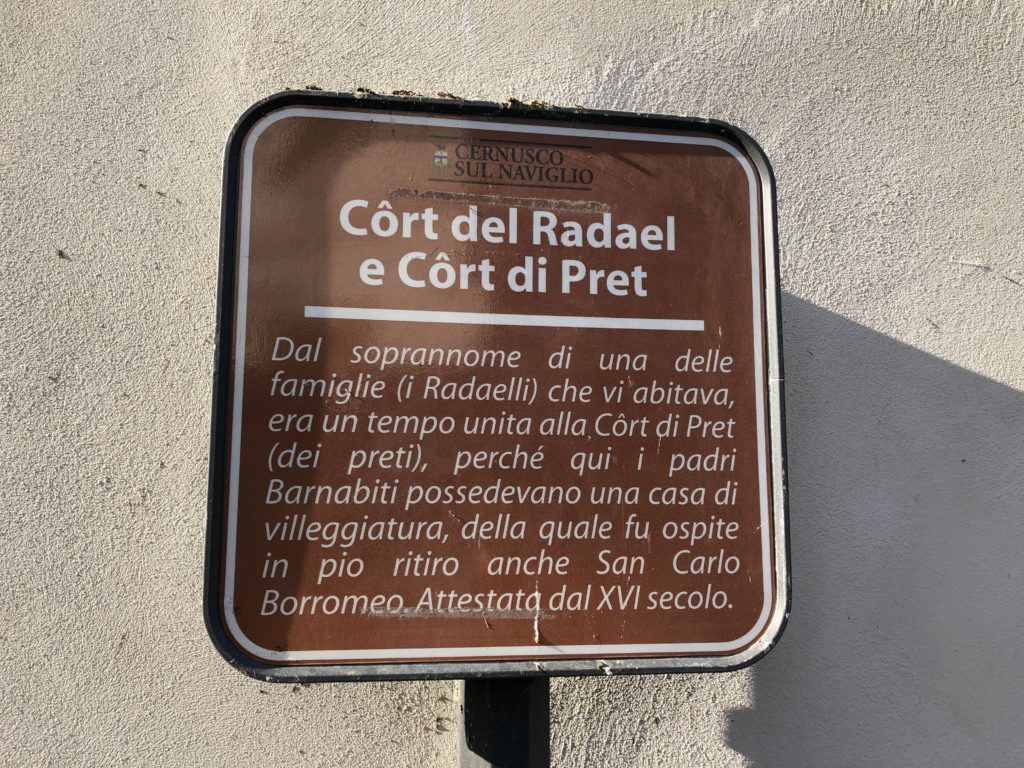 CERNUSCO
SUL NAVIGLIO
Côrt del Radael
e Côrt di Pret
Dal soprannome di una delle
famiglie (i Radaelli) che vi abitava,
era un tempo unita alla Côrt di Pret
(dei preti), perché qui i padri
Barnabiti possedevano una casa di
villeggiatura, della quale fu ospite
in pio ritiro anche San Carlo
Borromeo. Attestata dal XVI secolo.